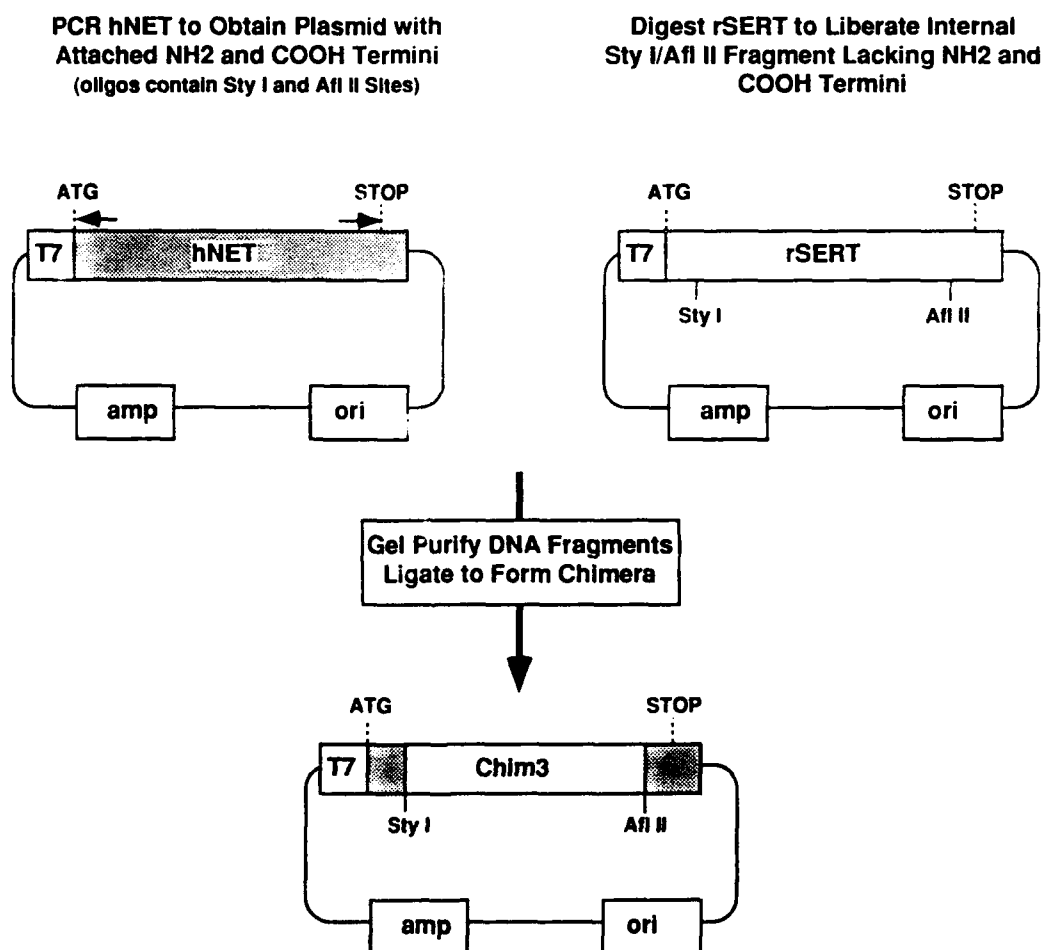 PCR hNET to Obtain Plasmid with
Attached NH2 and COOH Termini
(oligos contain Sty I and Afl II Sites)
Digest rSERT to Liberate Internal
Sty I/Afl II Fragment Lacking NH2 and
COOH Termini
ATG
STOP
T7
hNET
amp
ori
ATG
STOP
T7
rSERT
Sty I
Afl II
amp
ori
Gel Purify DNA Fragments
Ligate to Form Chimera
ATG
STOP
T7
Chim3
Sty I
Afl II
amp
ori